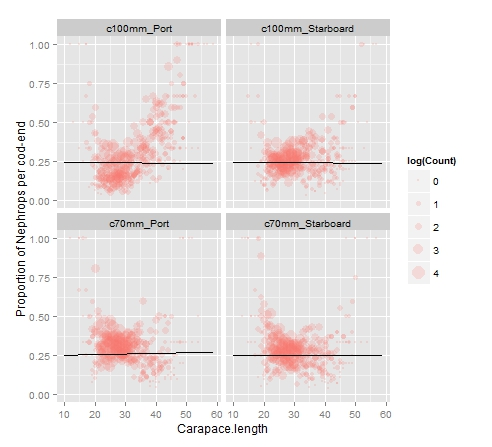 c100mm_Port c100mm_Starboard
1.00
0.75
0.50
0.25
0.00
c70mm_Port c70mm_Starboard
1.00
0.75
0.50
0.25
0.00
10 20 30 40 50 60 10 20 30 40 50 60
Carapace.length
Proportion of Nephrops per cod-end
log(Count)
0
1
2
3
4